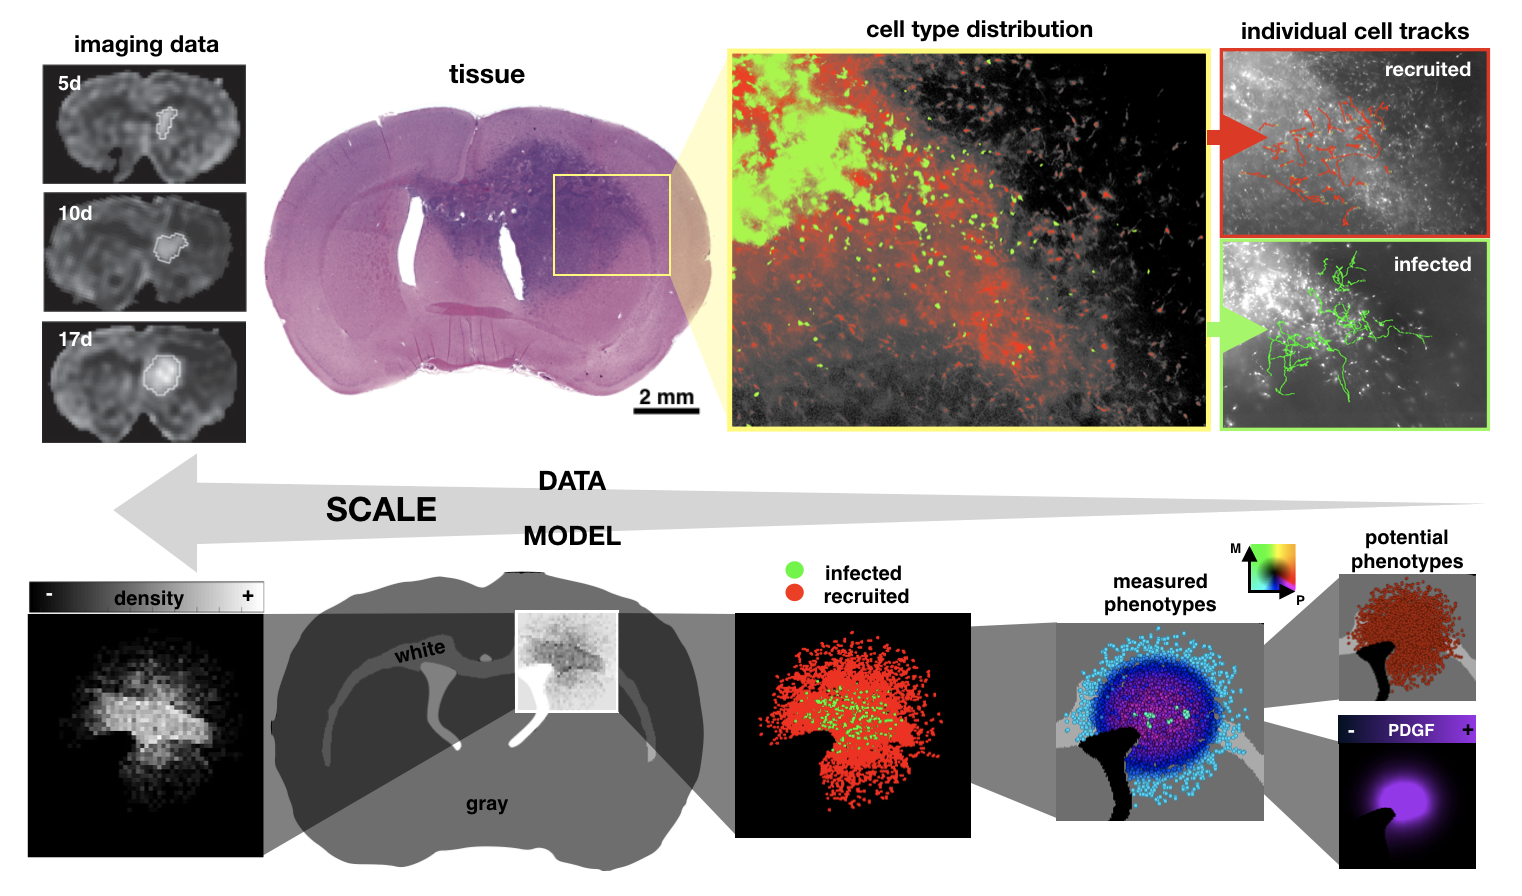 imaging data
tissue
cell type distribution
individual cell tracks
5d
10d
17d
2 mm
recruited
infected
DATA
SCALE
MODEL
- density +
white
gray
infected
recruited
measured
phenotypes
M
P
potential
phenotypes
- PDGF +